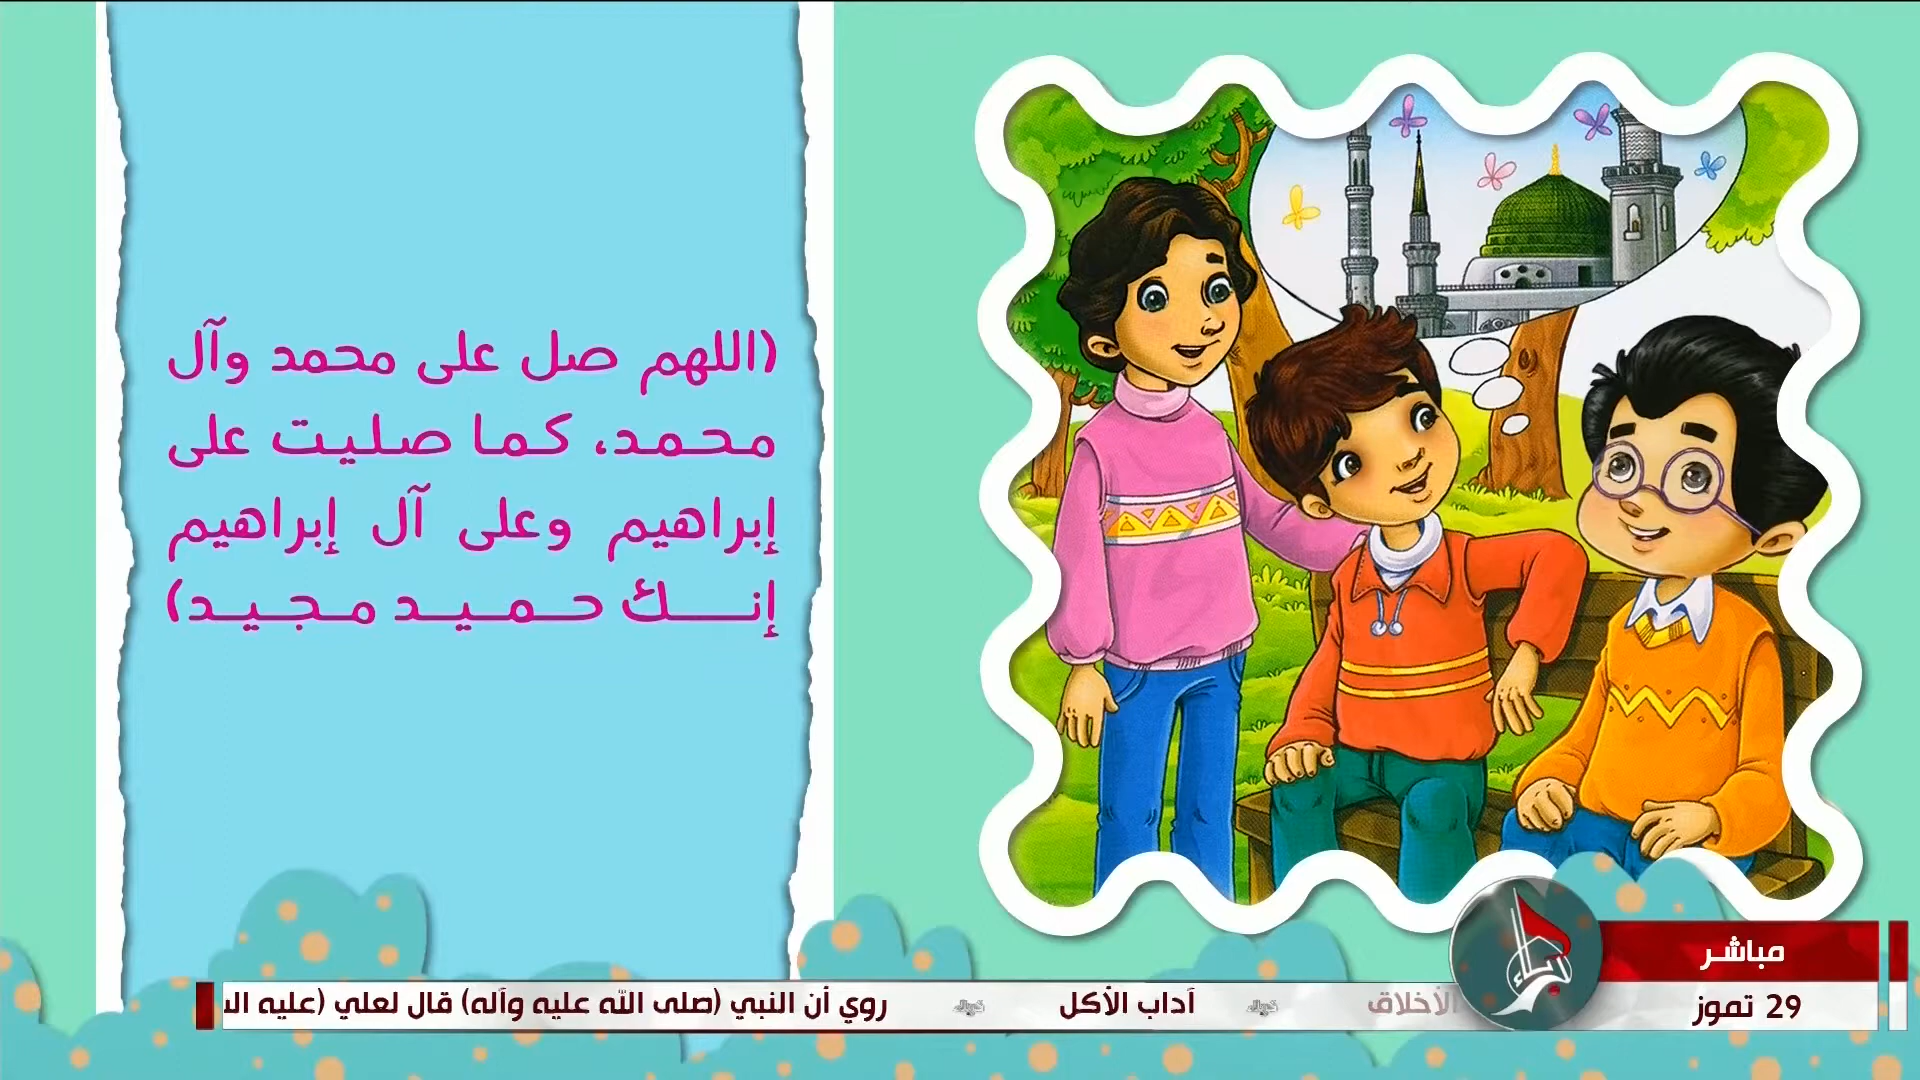 (اللهم صل على محمد وآل
محمد، كما صليت على
إبراهيم وعلى آل إبراهيم
إنك حميد مجيد)
مباشر
29 تموز
الأخلاق
آداب الأكل
روي أن النبي (صلى الله عليه وآله) قال لعلي (عليه